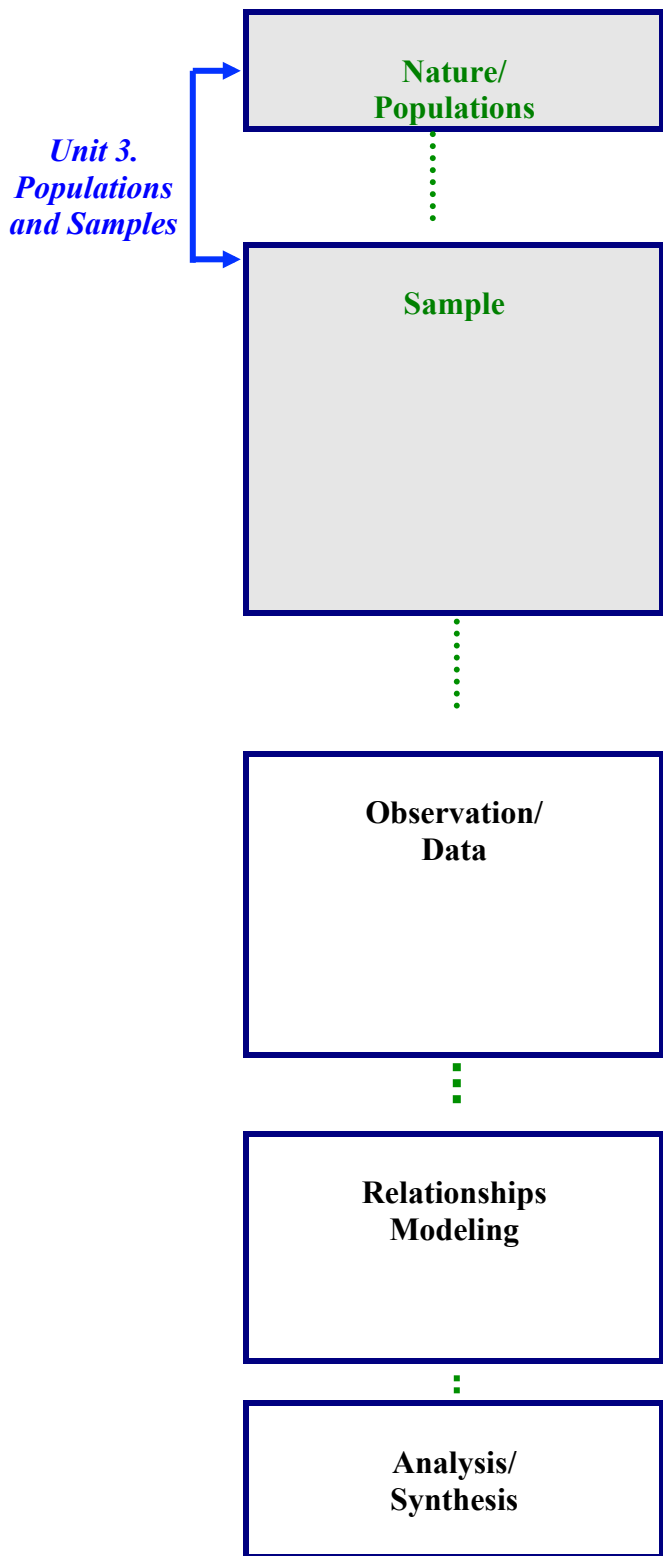 Nature/
Populations
Unit 3.
Populations
and Samples
Sample
Observation/
Data
Relationships
Modeling
Analysis/
Synthesis